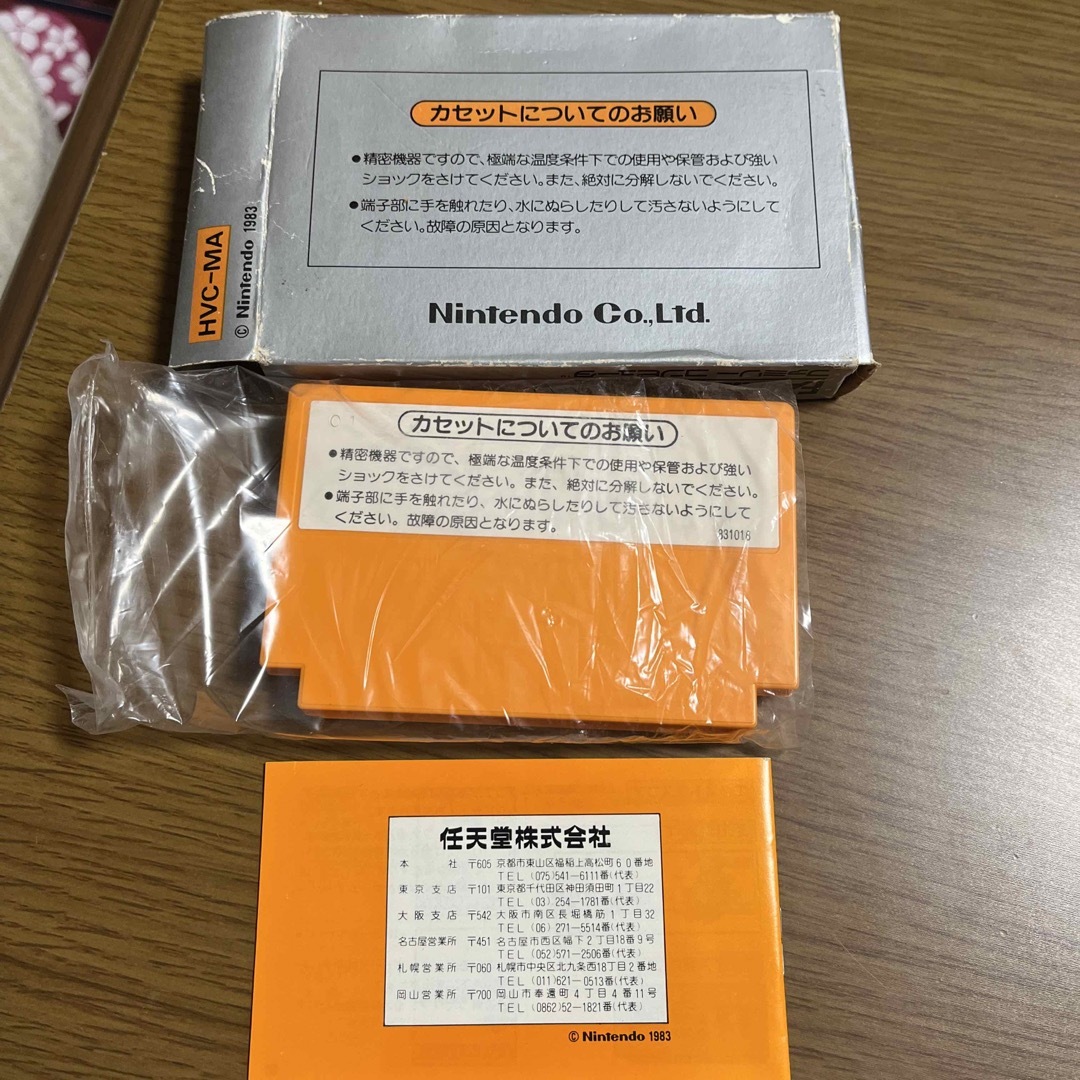 カセットについてのお願い
●精密機器ですので、極端な温度条件下での使用や保管および強い
ショックをさけてください。また、絶対に分解しないでください。
●端子部に手を触れたり、水にぬらしたりして汚さないようにして
ください。故障の原因となります。
Nintendo Co.,Ltd.
HVC-MA
© Nintendo 1983
カセットについてのお願い
●精密機器ですので、極端な温度条件下での使用や保管および強い
ショックをさけてください。また、絶対に分解しないでください。
●端子部に手を触れたり、水にぬらしたりして汚さないようにして
ください。故障の原因となります。
831016
任天堂株式会社
本社 〒605 京都市東山区福稲上高松町60番地
TEL (075)541-6111番(代表)
東京支店 〒101 東京都千代田区神田須田町1丁目22
TEL (03)254-1781番(代表)
大阪支店 〒542 大阪市南区長堀橋筋1丁目32
TEL (06)271-5514番(代表)
名古屋営業所 〒451 名古屋市西区幅下2丁目18番9号
TEL (052)571-2506番(代表)
札幌営業所 〒060 札幌市中央区北九条西18丁目2番地
TEL (011)621-0513番(代表)
岡山営業所 〒700 岡山市奉還町4丁目4番11号
TEL (0862)52-1821番(代表)
© Nintendo 1983